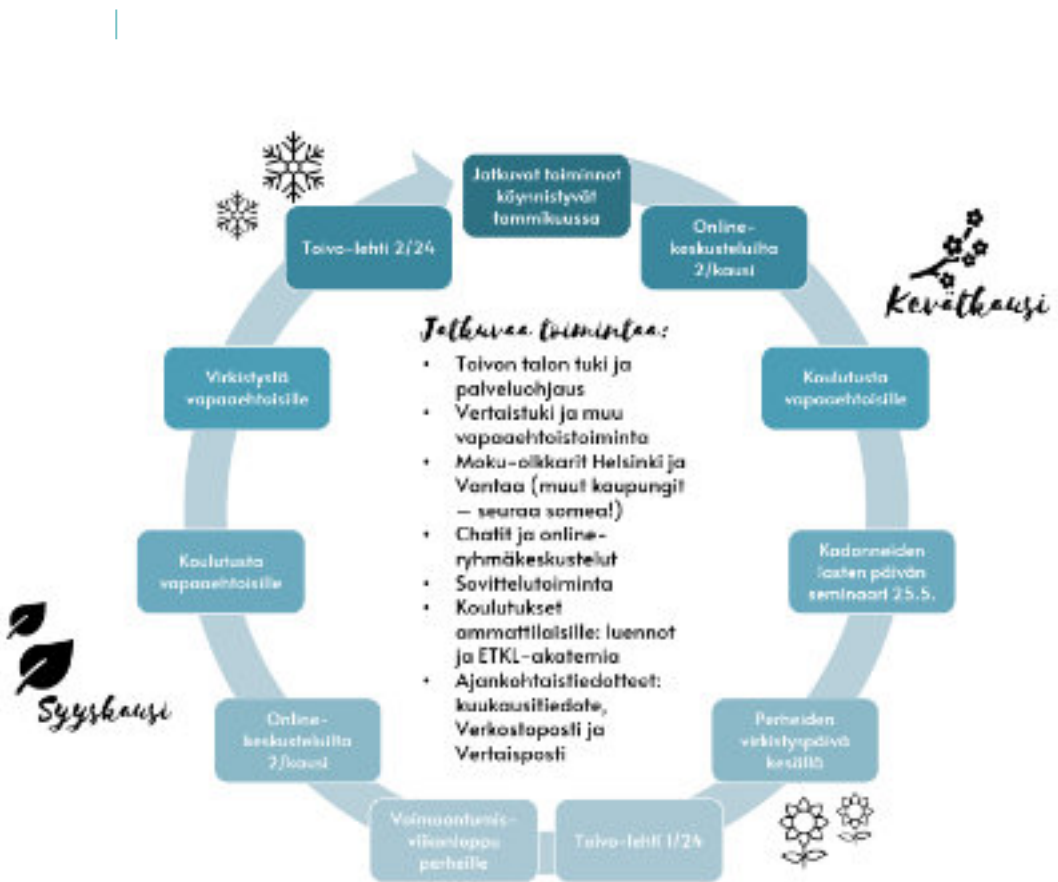 Jatkuvat toiminnot
käynnistyvät
tammikuussa
Online-
keskusteluilta
2/kausi
Kevätkausi
Koulutusta
vapaaehtoisille
Kadonneiden
lasten päivän
seminaari 25.5.
Perheiden
virkistyspäivä
kesällä
Toivo-lehti 1/24
Voimaantumis-
viikonloppu
perheille
Online-
keskusteluilta
2/kausi
Syyskausi
Koulutusta
vapaaehtoisille
Virkistystä
vapaaehtoisille
Toivo-lehti 2/24
Jatkuvaa toimintaa:
• Toivon talon tuki ja
palveluohjaus
• Vertaistuki ja muu
vapaaehtoistoiminta
• Moku-olkkarit Helsinki ja
Vantaa (muut kaupungit
– seuraa somea!)
• Chatit ja online-
ryhmäkeskustelut
• Sovittelutoiminta
• Koulutukset
ammattilaisille: luennot
ja ETKL-akatemia
• Ajankohtaistiedotteet:
kuukausitiedote,
Verkostoposti ja
Vertaisposti